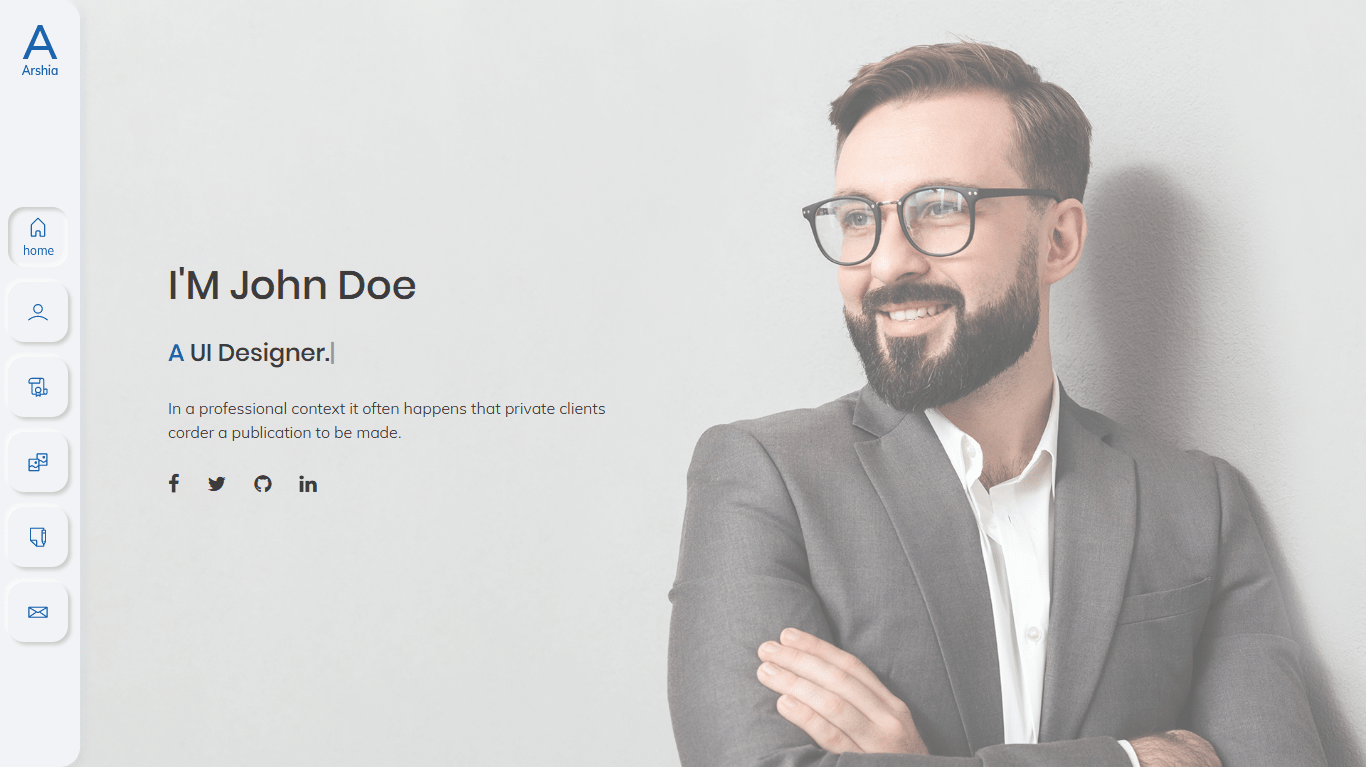 A
Arshia
home
I'M John Doe
A UI Designer.|
In a professional context it often happens that private clients
corder a publication to be made.